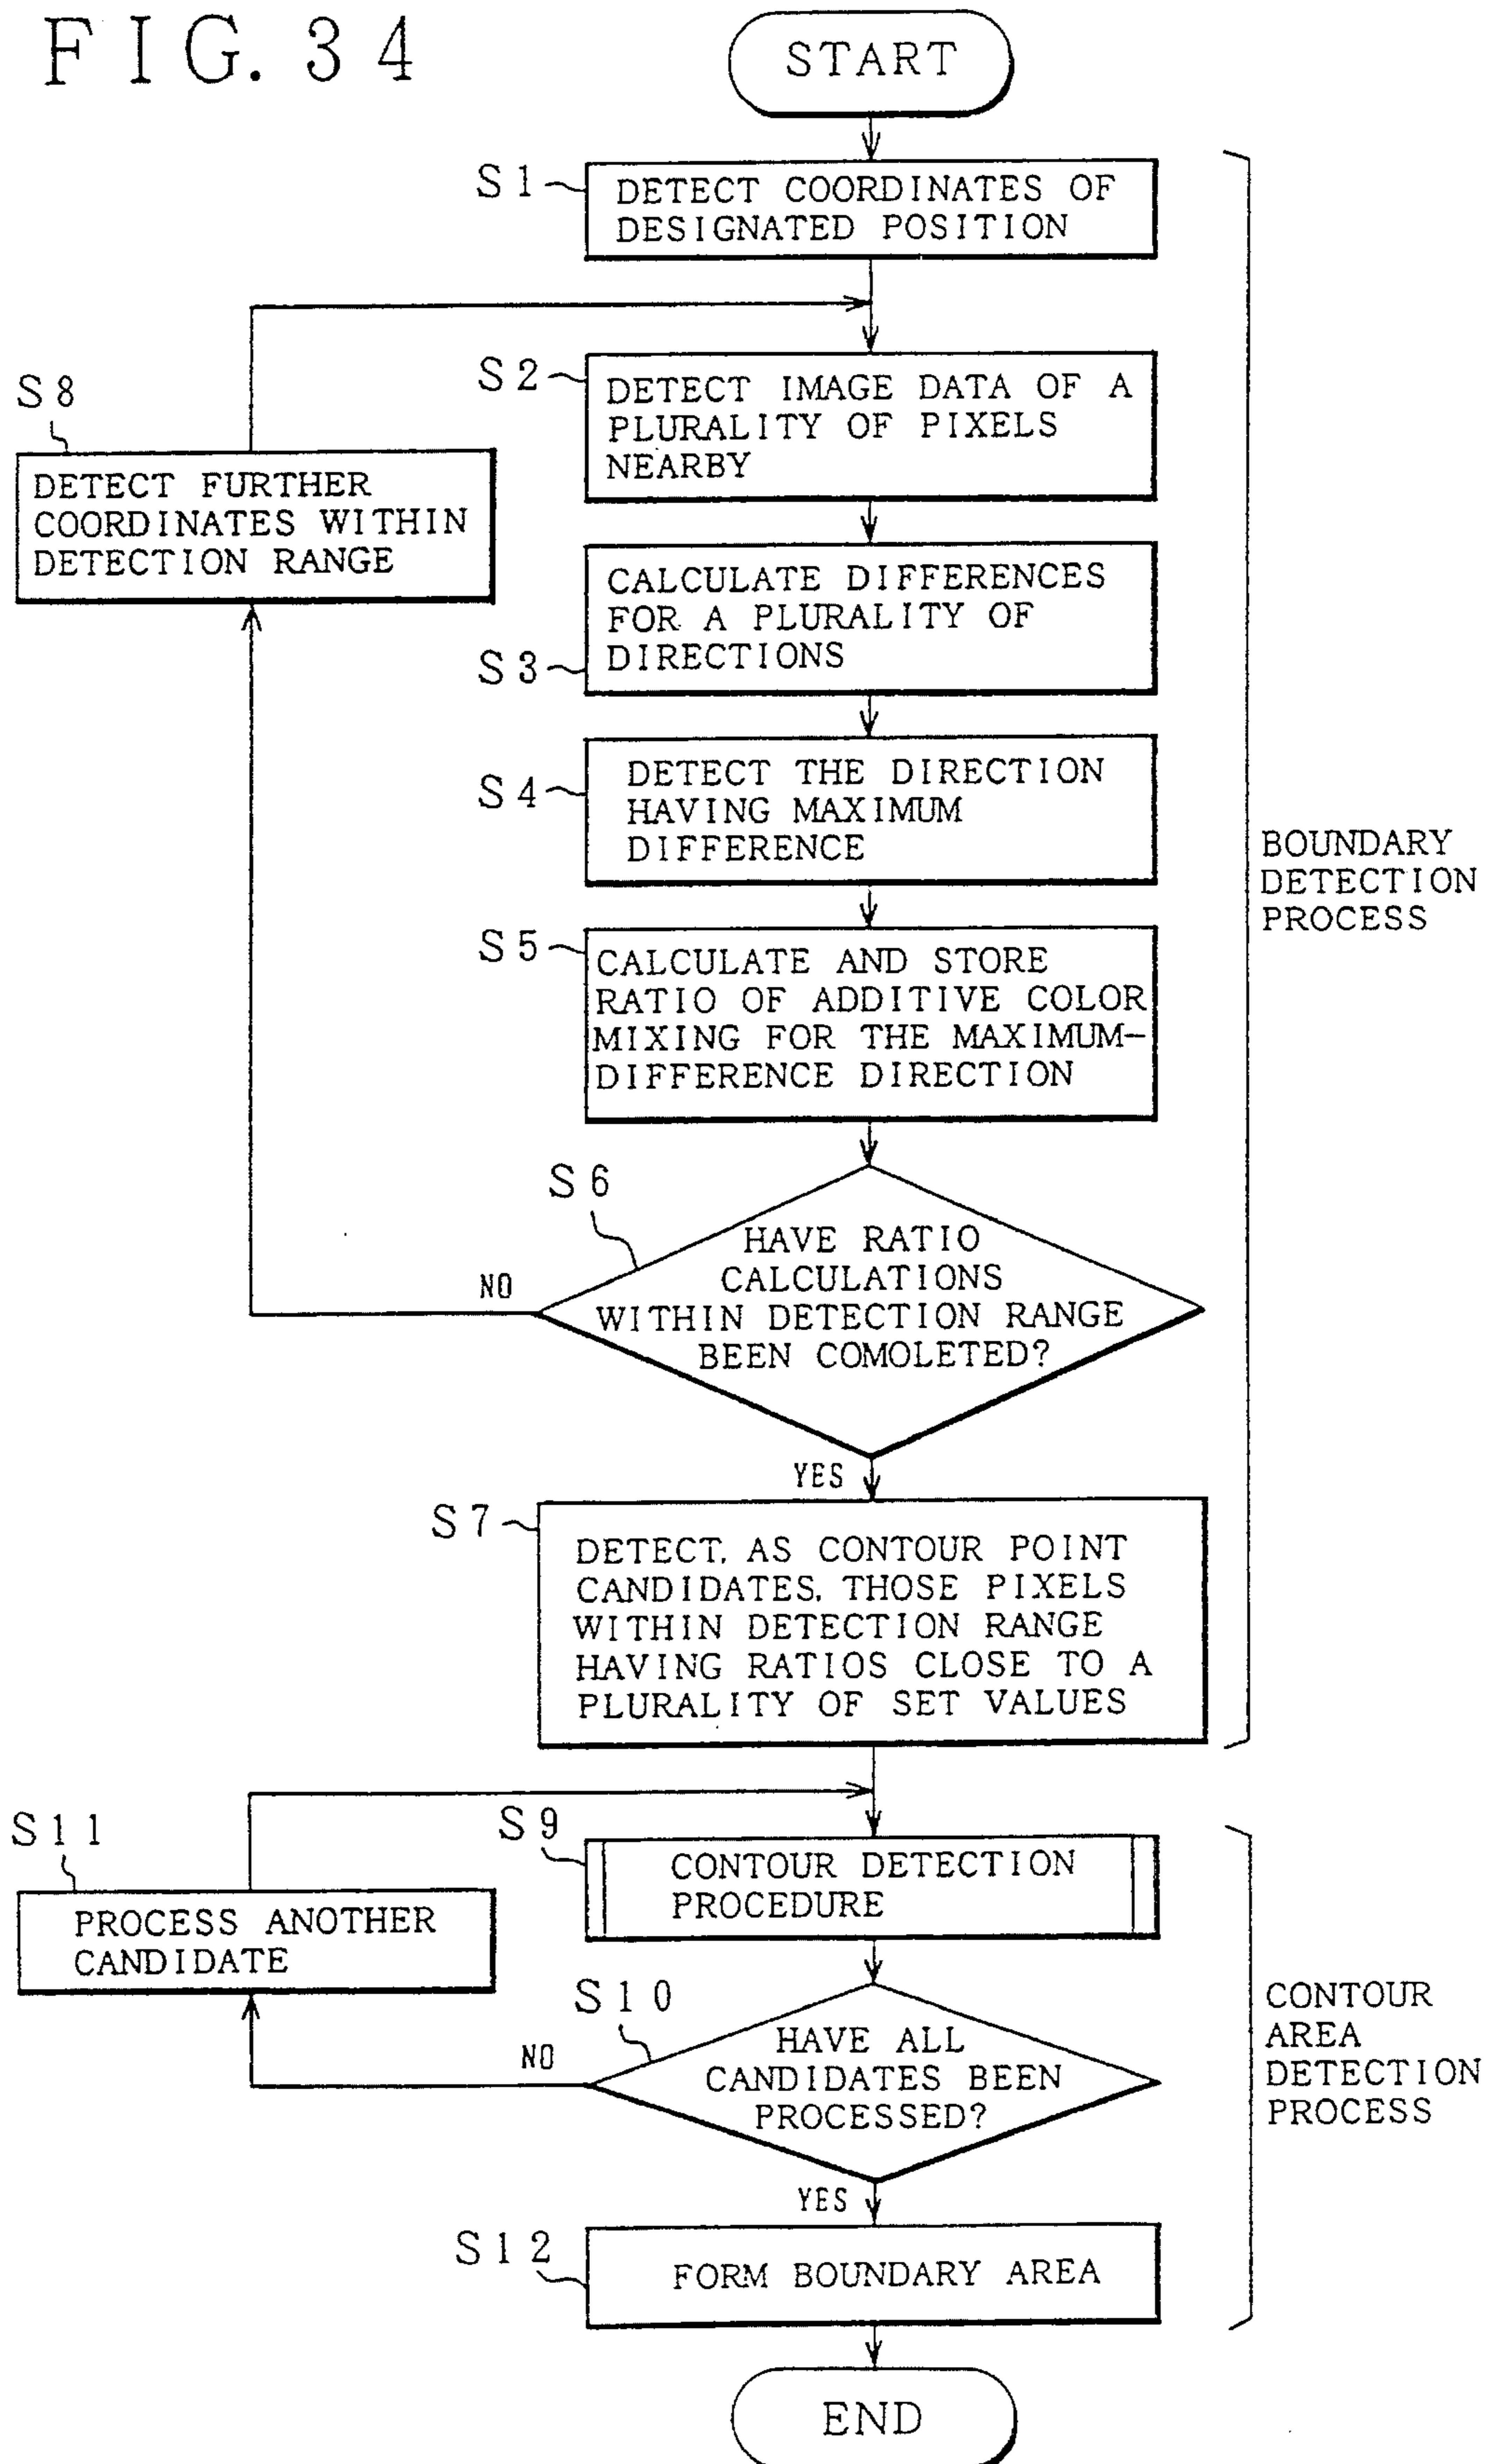 FIG. 34
START
S1
DETECT COORDINATES OF
DESIGNATED POSITION
S2
DETECT IMAGE DATA OF A
PLURALITY OF PIXELS
NEARBY
S8
DETECT FURTHER
COORDINATES WITHIN
DETECTION RANGE
S3
CALCULATE DIFFERENCES
FOR A PLURALITY OF
DIRECTIONS
S4
DETECT THE DIRECTION
HAVING MAXIMUM
DIFFERENCE
BOUNDARY
DETECTION
PROCESS
S5
CALCULATE AND STORE
RATIO OF ADDITIVE COLOR
MIXING FOR THE MAXIMUM-
DIFFERENCE DIRECTION
S6
HAVE RATIO
CALCULATIONS
WITHIN DETECTION RANGE
BEEN COMOLETED?
NO
YES
S7
DETECT, AS CONTOUR POINT
CANDIDATES, THOSE PIXELS
WITHIN DETECTION RANGE
HAVING RATIOS CLOSE TO A
PLURALITY OF SET VALUES
S9
CONTOUR DETECTION
PROCEDURE
S11
PROCESS ANOTHER
CANDIDATE
S10
HAVE ALL
CANDIDATES BEEN
PROCESSED?
NO
YES
CONTOUR
AREA
DETECTION
PROCESS
S12
FORM BOUNDARY AREA
END